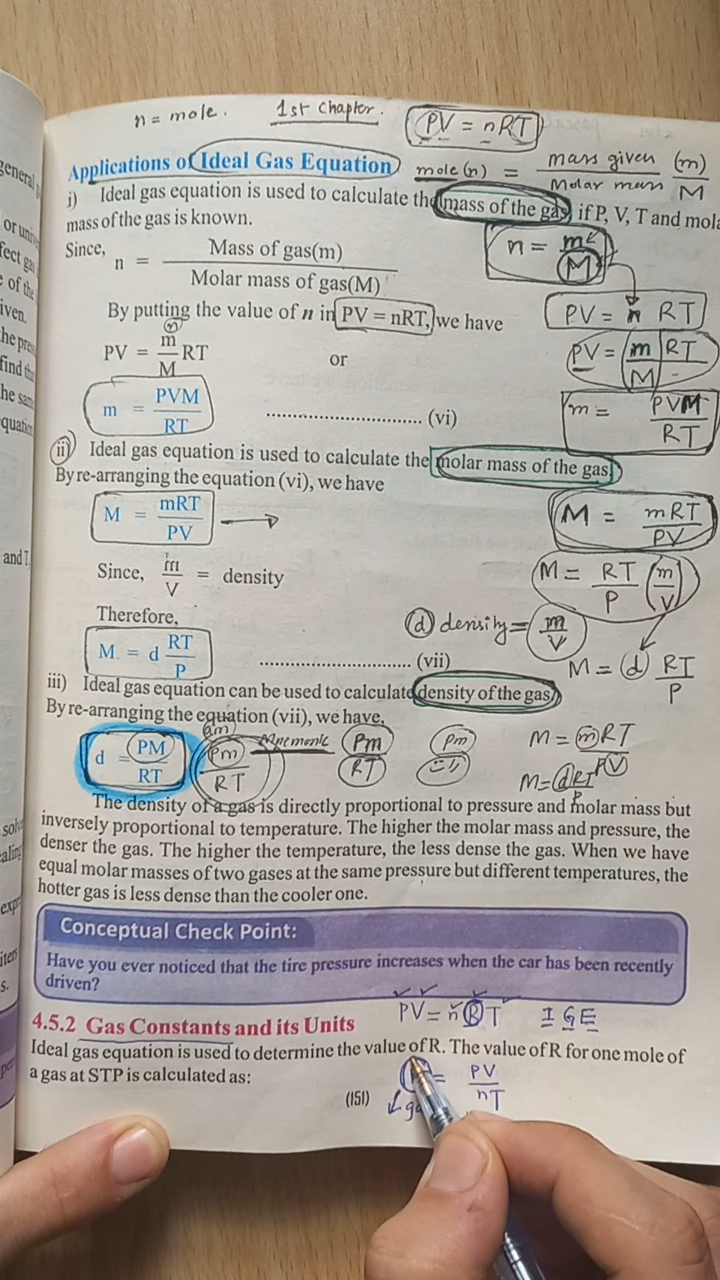 n = mole. 1st Chapter. PV = nRT
Applications of Ideal Gas Equation mole (n) = mass given (m) / Molar mass M
i) Ideal gas equation is used to calculate the mass of the gas, if P, V, T and mola
mass of the gas is known.
n = m / M
Since, n = Mass of gas(m) / Molar mass of gas(M)
By putting the value of n in PV = nRT, we have
PV = n RT
(n)
PV = m/M RT or
PV = m RT / M
m = PVM / RT .............................. (vi)
m = PVM / RT
ii) Ideal gas equation is used to calculate the molar mass of the gas.
By re-arranging the equation (vi), we have
M = mRT / PV
M = mRT / PV
Since, m/V = density
M = RT / P (m / V)
Therefore,
(d) density = m / V
M = d RT / P .............................. (vii)
M = (d) RT / P
iii) Ideal gas equation can be used to calculate density of the gas.
By re-arranging the equation (vii), we have,
d = PM / RT
Pm / RT Mnemonic Pm / RT Pm
M = mRT / PV
M = dRT / P
The density of a gas is directly proportional to pressure and molar mass but
inversely proportional to temperature. The higher the molar mass and pressure, the
denser the gas. The higher the temperature, the less dense the gas. When we have
equal molar masses of two gases at the same pressure but different temperatures, the
hotter gas is less dense than the cooler one.
Conceptual Check Point:
Have you ever noticed that the tire pressure increases when the car has been recently
driven?
PV = nRT IGE
4.5.2 Gas Constants and its Units
Ideal gas equation is used to determine the value of R. The value of R for one mole of
a gas at STP is calculated as:
= PV / nT
(151)